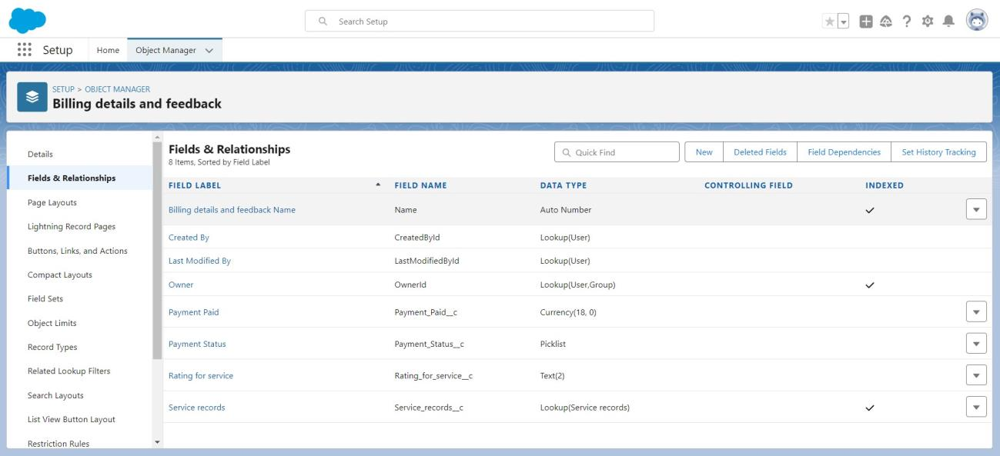 Search Setup
Setup
Home
Object Manager
SETUP > OBJECT MANAGER
Billing details and feedback
Details
Fields & Relationships
Page Layouts
Lightning Record Pages
Buttons, Links, and Actions
Compact Layouts
Field Sets
Object Limits
Record Types
Related Lookup Filters
Search Layouts
List View Button Layout
Restriction Rules
Fields & Relationships
8 Items, Sorted by Field Label
Quick Find
New
Deleted Fields
Field Dependencies
Set History Tracking
FIELD LABEL FIELD NAME DATA TYPE CONTROLLING FIELD INDEXED
Billing details and feedback Name Name Auto Number
Created By CreatedById Lookup(User)
Last Modified By LastModifiedById Lookup(User)
Owner OwnerId Lookup(User,Group)
Payment Paid Payment_Paid__c Currency(18, 0)
Payment Status Payment_Status__c Picklist
Rating for service Rating_for_service__c Text(2)
Service records Service_records__c Lookup(Service records)